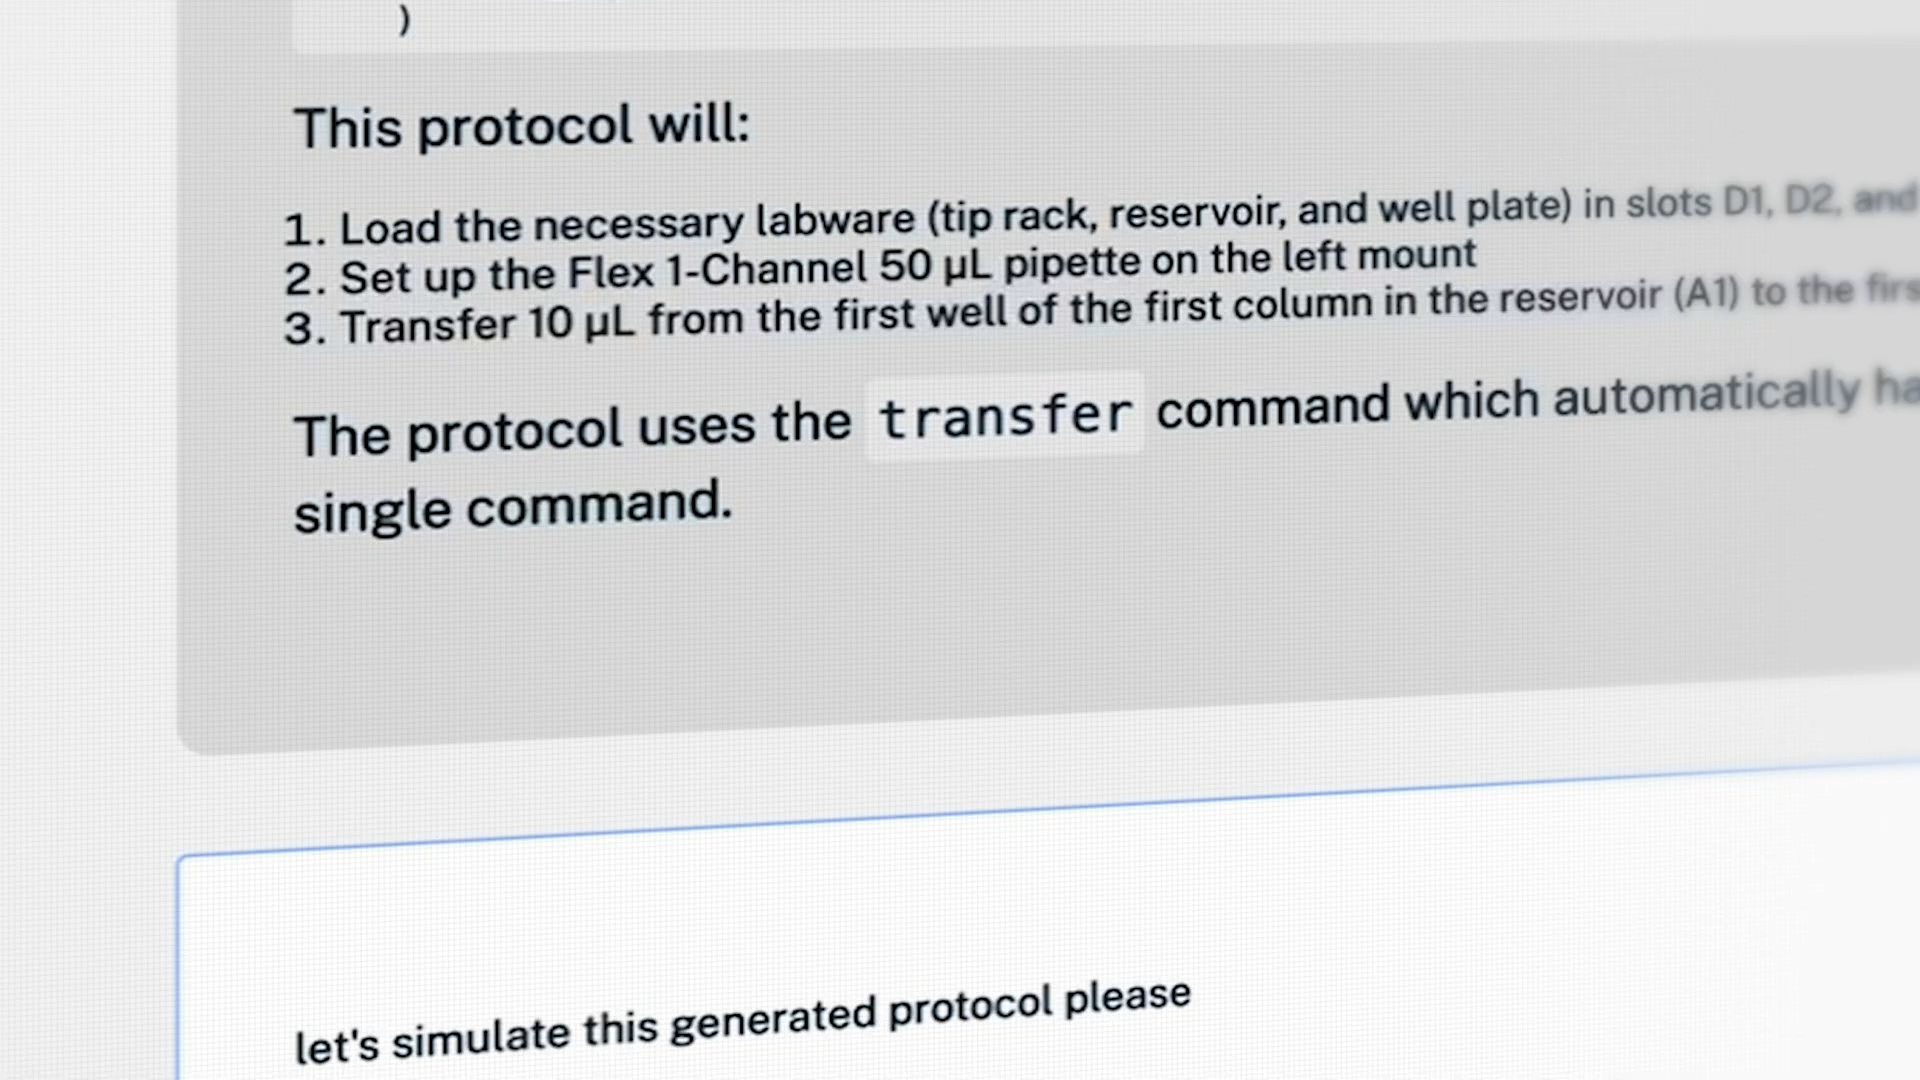 )
This protocol will:
1. Load the necessary labware (tip rack, reservoir, and well plate) in slots D1, D2, and
2. Set up the Flex 1-Channel 50 µL pipette on the left mount
3. Transfer 10 µL from the first well of the first column in the reservoir (A1) to the
The protocol uses the transfer command which automatically
single command.
let's simulate this generated protocol please